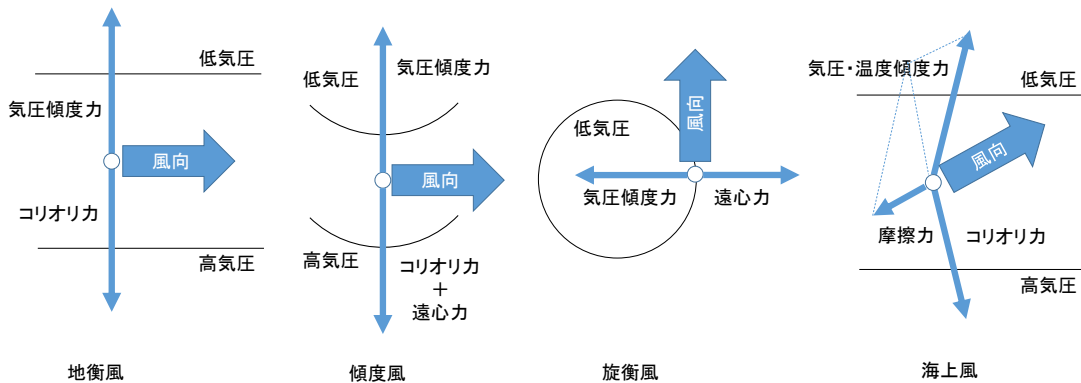 低気圧
気圧傾度力
風向
コリオリ力
高気圧
地衡風
気圧傾度力
低気圧
風向
高気圧
コリオリ力
+
遠心力
傾度風
風向
低気圧
気圧傾度力
遠心力
旋衡風
気圧・温度傾度力
低気圧
風向
摩擦力
コリオリ力
高気圧
海上風